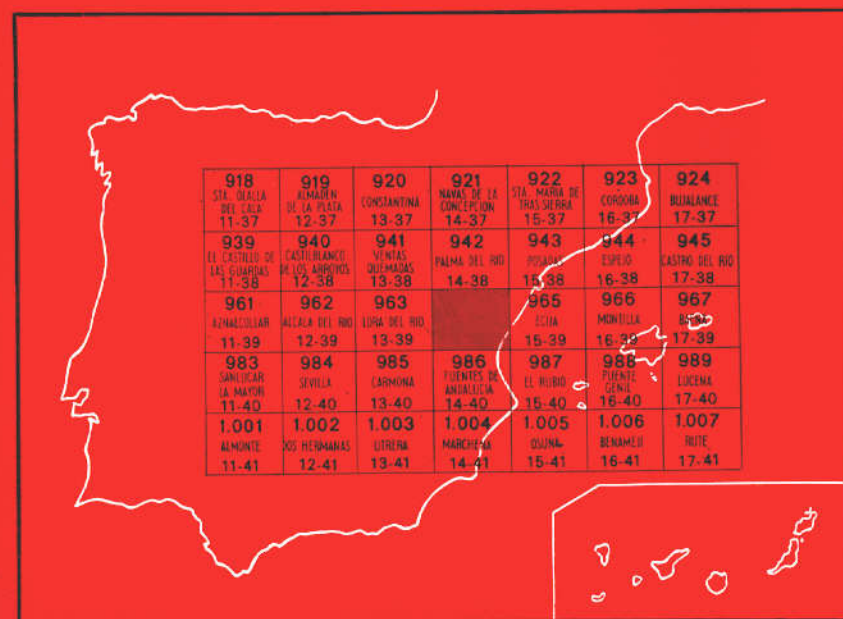 918 919 920 921 922 923 924
STA. OLALLA DEL CALA ALMADEN DE LA PLATA CONSTANTINA NAVAS DE LA CONCEPCION STA. MARIA DE TRASSIERRA CORDOBA BUJALANCE
11-37 12-37 13-37 14-37 15-37 16-37 17-37
939 940 941 942 943 944 945
EL CASTILLO DE LAS GUARDAS CASTILBLANCO DE LOS ARROYOS VENTAS QUEMADAS PALMA DEL RIO POSADAS ESPEJO CASTRO DEL RIO
11-38 12-38 13-38 14-38 15-38 16-38 17-38
961 962 963 965 966 967
AZNALCOLLAR ALCALA DEL RIO LORA DEL RIO ECIJA MONTILLA BAENA
11-39 12-39 13-39 15-39 16-39 17-39
983 984 985 986 987 988 989
SANLUCAR LA MAYOR SEVILLA CARMONA FUENTES DE ANDALUCIA EL RUBIO PUENTE GENIL LUCENA
11-40 12-40 13-40 14-40 15-40 16-40 17-40
1.001 1.002 1.003 1.004 1.005 1.006 1.007
ALMONTE DOS HERMANAS UTRERA MARCHENA OSUNA BENAMEJI RUTE
11-41 12-41 13-41 14-41 15-41 16-41 17-41